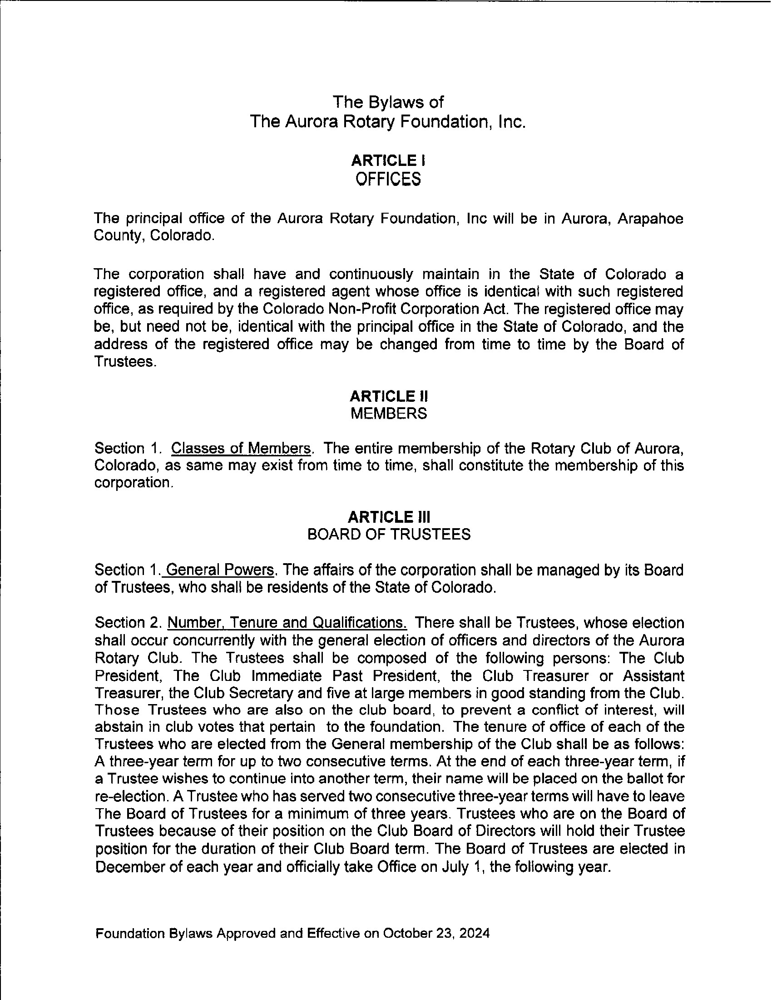 The Bylaws of
The Aurora Rotary Foundation, Inc.
ARTICLE I
OFFICES
The principal office of the Aurora Rotary Foundation, Inc will be in Aurora, Arapahoe
County, Colorado.
The corporation shall have and continuously maintain in the State of Colorado a
registered office, and a registered agent whose office is identical with such registered
office, as required by the Colorado Non-Profit Corporation Act. The registered office may
be, but need not be, identical with the principal office in the State of Colorado, and the
address of the registered office may be changed from time to time by the Board of
Trustees.
ARTICLE II
MEMBERS
Section 1. Classes of Members. The entire membership of the Rotary Club of Aurora,
Colorado, as same may exist from time to time, shall constitute the membership of this
corporation.
ARTICLE III
BOARD OF TRUSTEES
Section 1. General Powers. The affairs of the corporation shall be managed by its Board
of Trustees, who shall be residents of the State of Colorado.
Section 2. Number, Tenure and Qualifications. There shall be Trustees, whose election
shall occur concurrently with the general election of officers and directors of the Aurora
Rotary Club. The Trustees shall be composed of the following persons: The Club
President, The Club Immediate Past President, the Club Treasurer or Assistant
Treasurer, the Club Secretary and five at large members in good standing from the Club.
Those Trustees who are also on the club board, to prevent a conflict of interest, will
abstain in club votes that pertain to the foundation. The tenure of office of each of the
Trustees who are elected from the General membership of the Club shall be as follows:
A three-year term for up to two consecutive terms. At the end of each three-year term, if
a Trustee wishes to continue into another term, their name will be placed on the ballot for
re-election. A Trustee who has served two consecutive three-year terms will have to leave
The Board of Trustees for a minimum of three years. Trustees who are on the Board of
Trustees because of their position on the Club Board of Directors will hold their Trustee
position for the duration of their Club Board term. The Board of Trustees are elected in
December of each year and officially take Office on July 1, the following year.
Foundation Bylaws Approved and Effective on October 23, 2024